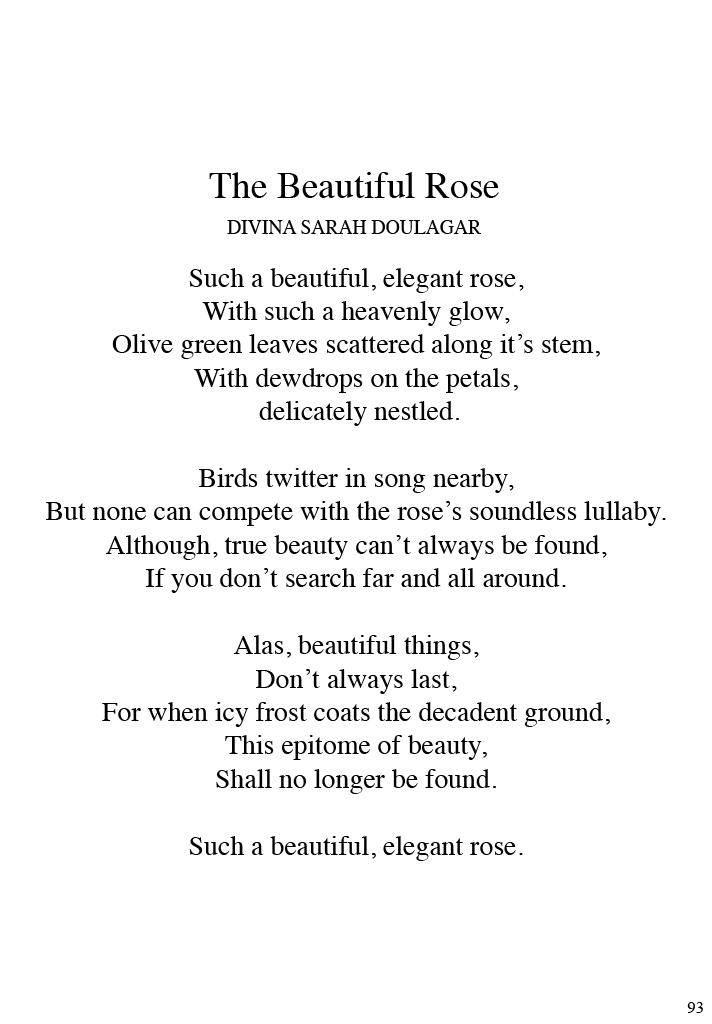 The Beautiful Rose
DIVINA SARAH DOULAGAR
Such a beautiful, elegant rose,
With such a heavenly glow,
Olive green leaves scattered along it’s stem,
With dewdrops on the petals,
delicately nestled.
Birds twitter in song nearby,
But none can compete with the rose’s soundless lullaby.
Although, true beauty can’t always be found,
If you don’t search far and all around.
Alas, beautiful things,
Don’t always last,
For when icy frost coats the decadent ground,
This epitome of beauty,
Shall no longer be found.
Such a beautiful, elegant rose.
93